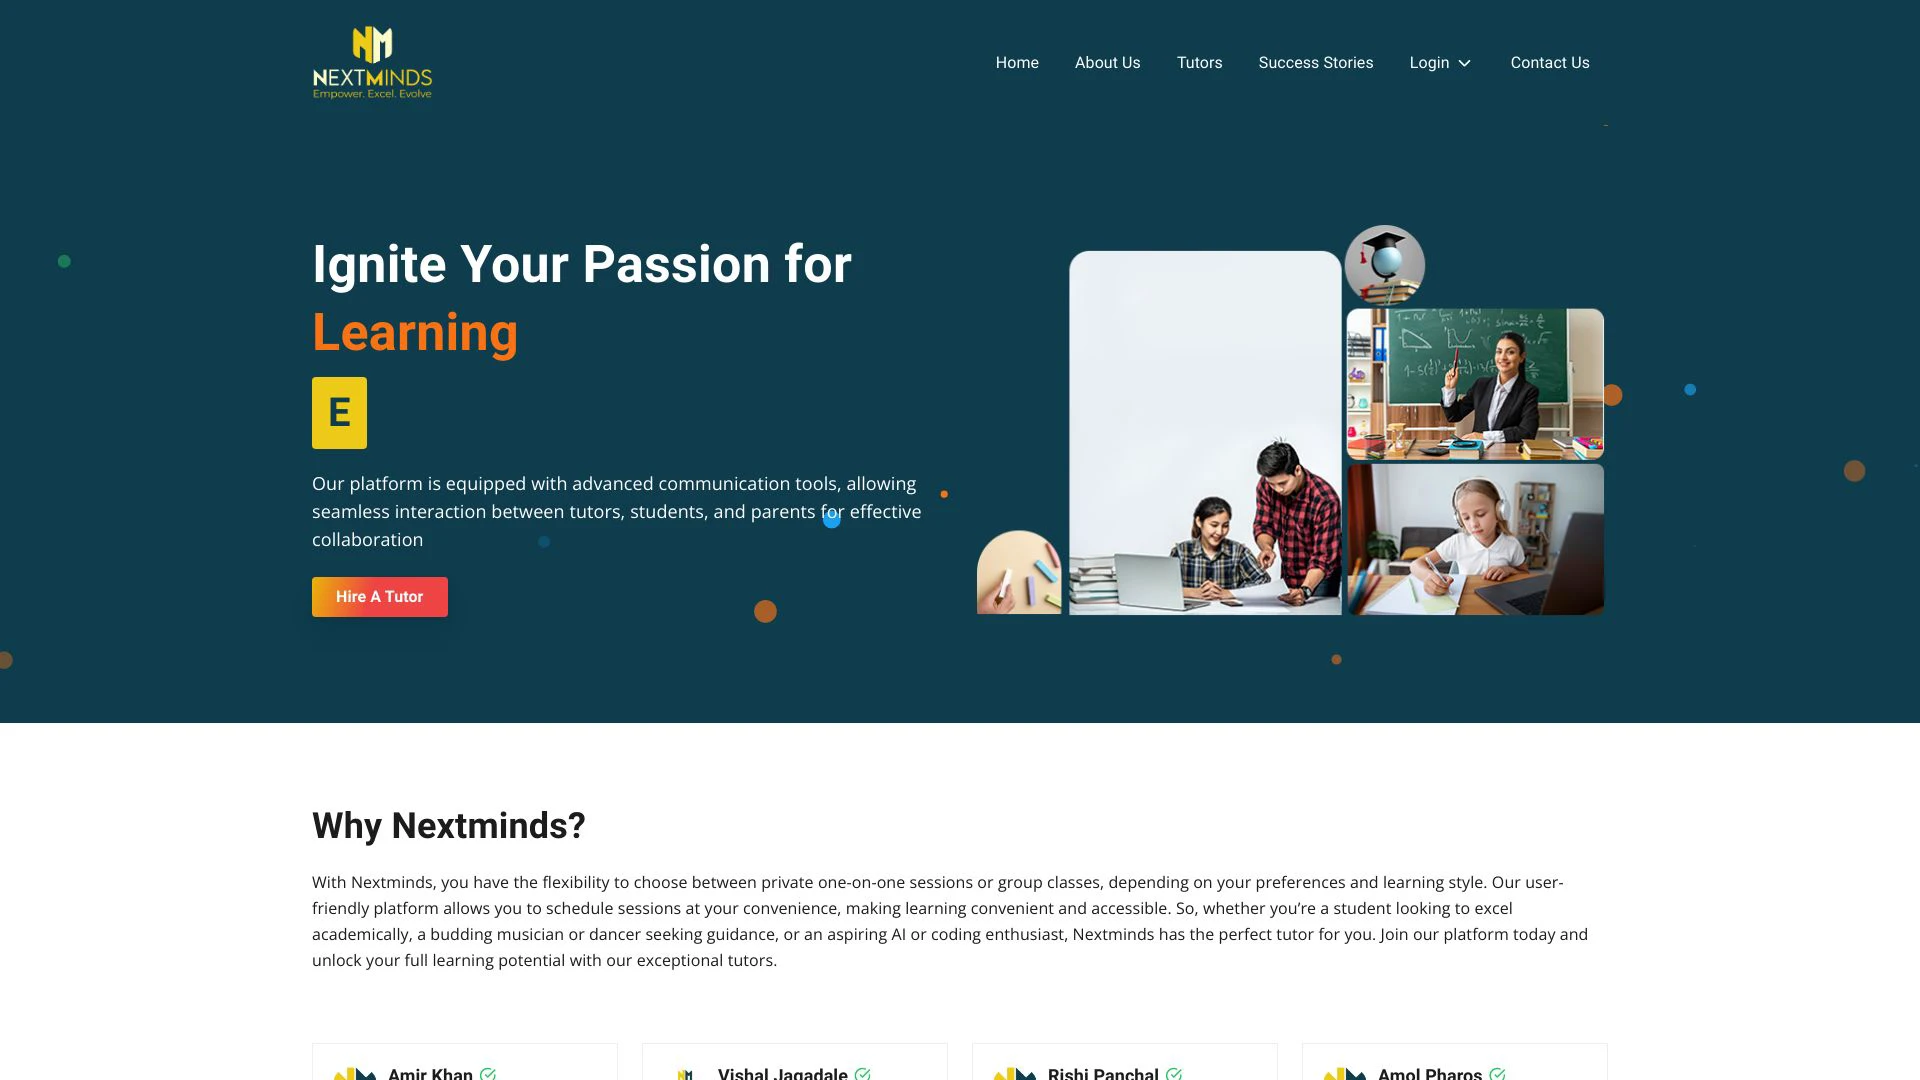 NEXTMINDS
Empower. Excel. Evolve
Home
About Us
Tutors
Success Stories
Login
Contact Us
Ignite Your Passion for
Learning
E
Our platform is equipped with advanced communication tools, allowing
seamless interaction between tutors, students, and parents for effective
collaboration
Hire A Tutor
Why Nextminds?
With Nextminds, you have the flexibility to choose between private one-on-one sessions or group classes, depending on your preferences and learning style. Our user-
friendly platform allows you to schedule sessions at your convenience, making learning convenient and accessible. So, whether you’re a student looking to excel
academically, a budding musician or dancer seeking guidance, or an aspiring AI or coding enthusiast, Nextminds has the perfect tutor for you. Join our platform today and
unlock your full learning potential with our exceptional tutors.
Amir Khan
Vishal Jagadale
Rishi Panchal
Amol Pharos